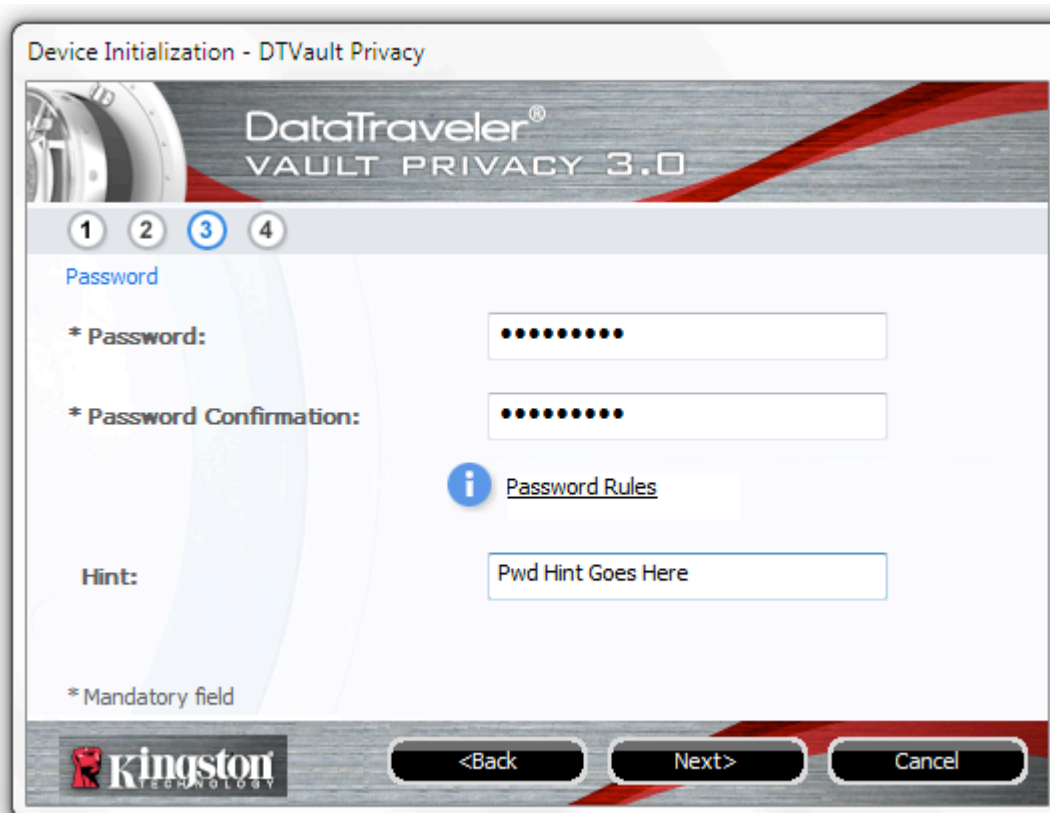 Device Initialization - DTVault Privacy
DataTraveler®
VAULT PRIVACY 3.0
1 2 3 4
Password
* Password: •••••••••
* Password Confirmation: •••••••••
i Password Rules
Hint: Pwd Hint Goes Here
* Mandatory field
Kingston
TECHNOLOGY
<Back Next> Cancel